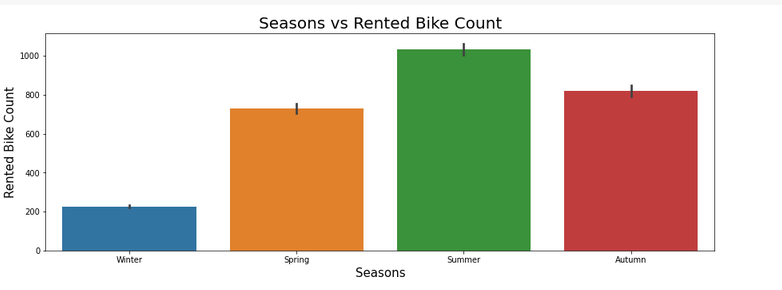 Seasons vs Rented Bike Count
Rented Bike Count
1000
800
600
400
200
0
Winter Spring Summer Autumn
Seasons